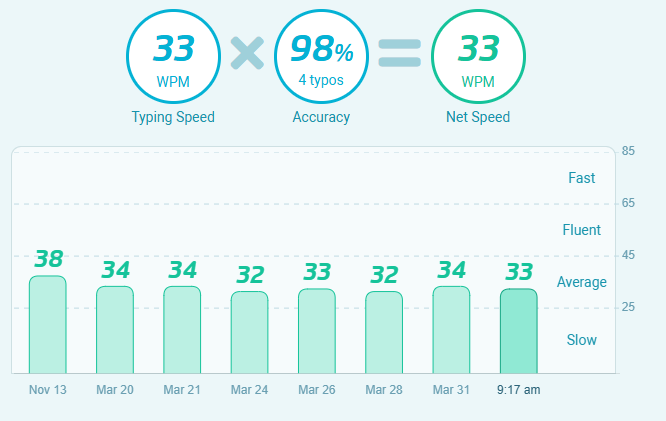 33 98% 33
WPM 4 typos WPM
Typing Speed Accuracy Net Speed
85
Fast
65
Fluent
45
38 34 34 32 33 32 34 33
Average
25
Slow
Nov 13 Mar 20 Mar 21 Mar 24 Mar 26 Mar 28 Mar 31 9:17 am